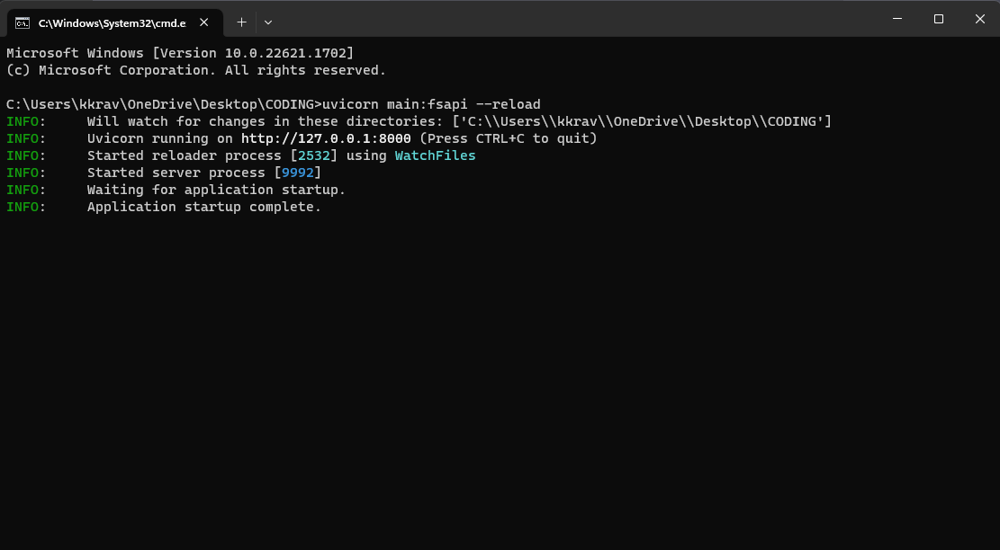 C:\Windows\System32\cmd.e
Microsoft Windows [Version 10.0.22621.1702]
(c) Microsoft Corporation. All rights reserved.
C:\Users\kkrav\OneDrive\Desktop\CODING>uvicorn main:fsapi --reload
INFO:     Will watch for changes in these directories: ['C:\\Users\\kkrav\\OneDrive\\Desktop\\CODING']
INFO:     Uvicorn running on http://127.0.0.1:8000 (Press CTRL+C to quit)
INFO:     Started reloader process [2532] using WatchFiles
INFO:     Started server process [9992]
INFO:     Waiting for application startup.
INFO:     Application startup complete.